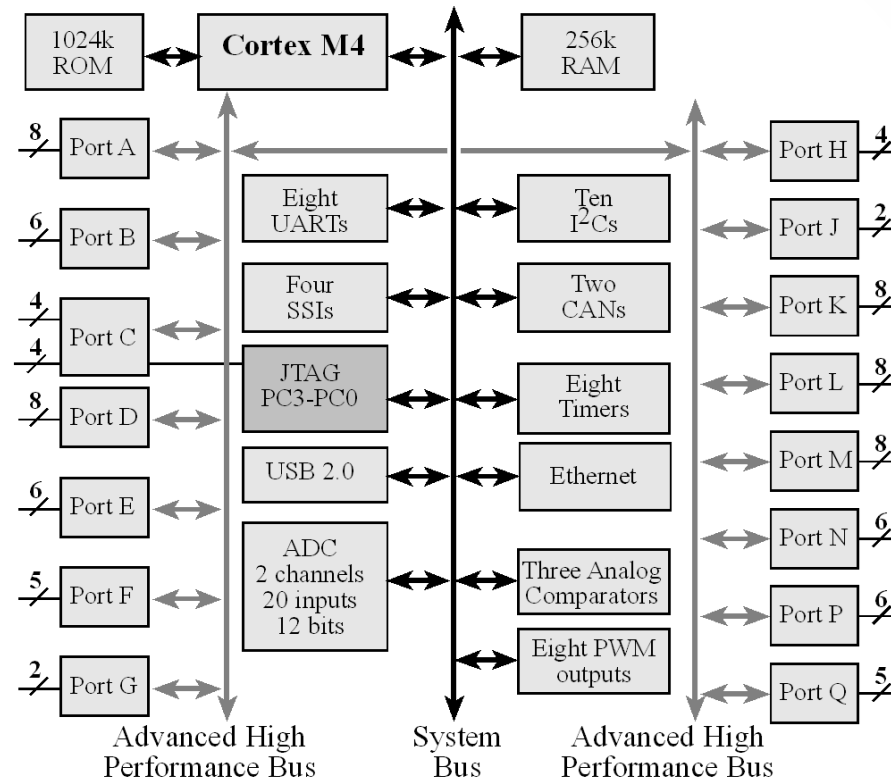 1024k
ROM
Cortex M4
256k
RAM
8
Port A
6
Port B
4
4
Port C
8
Port D
6
Port E
5
Port F
2
Port G
Eight
UARTs
Four
SSIs
JTAG
PC3-PC0
USB 2.0
ADC
2 channels
20 inputs
12 bits
Ten
I²Cs
Two
CANs
Eight
Timers
Ethernet
Three Analog
Comparators
Eight PWM
outputs
Port H
4
Port J
2
Port K
8
Port L
8
Port M
8
Port N
6
Port P
6
Port Q
5
Advanced High
Performance Bus
System
Bus
Advanced High
Performance Bus